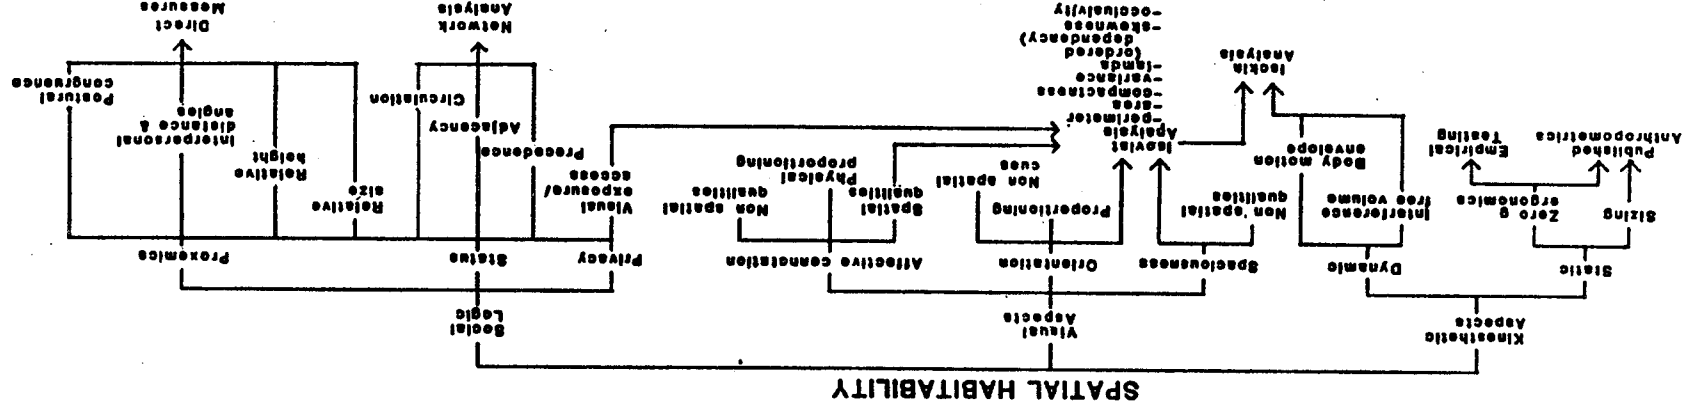 SPATIAL HABITABILITY
Kinesthetic
Aspects
Visual
Aspects
Social
Logic
Static
Dynamic
Spaciousness
Orientation
Affective connotation
Privacy
Status
Proxemics
Sizing
Zero g
ergonomics
Interference
free volume
Body motion
envelope
Non spatial
qualities
Proportioning
Non spatial
cues
Spatial
qualities
Physical
proportioning
Non spatial
qualities
Visual
exposure/
access
Precedence
Adjacency
Circulation
Relative
size
Relative
height
Interpersonal
distance &
angles
Postural
congruence
Published
Anthropometrics
Empirical
Testing
Isokin
Analysis
Isovist
Analysis
-perimeter
-area
-compactness
-variance
-lamda
(ordered
dependency)
-skewness
-occlusivity
Network
Analysis
Direct
Measures